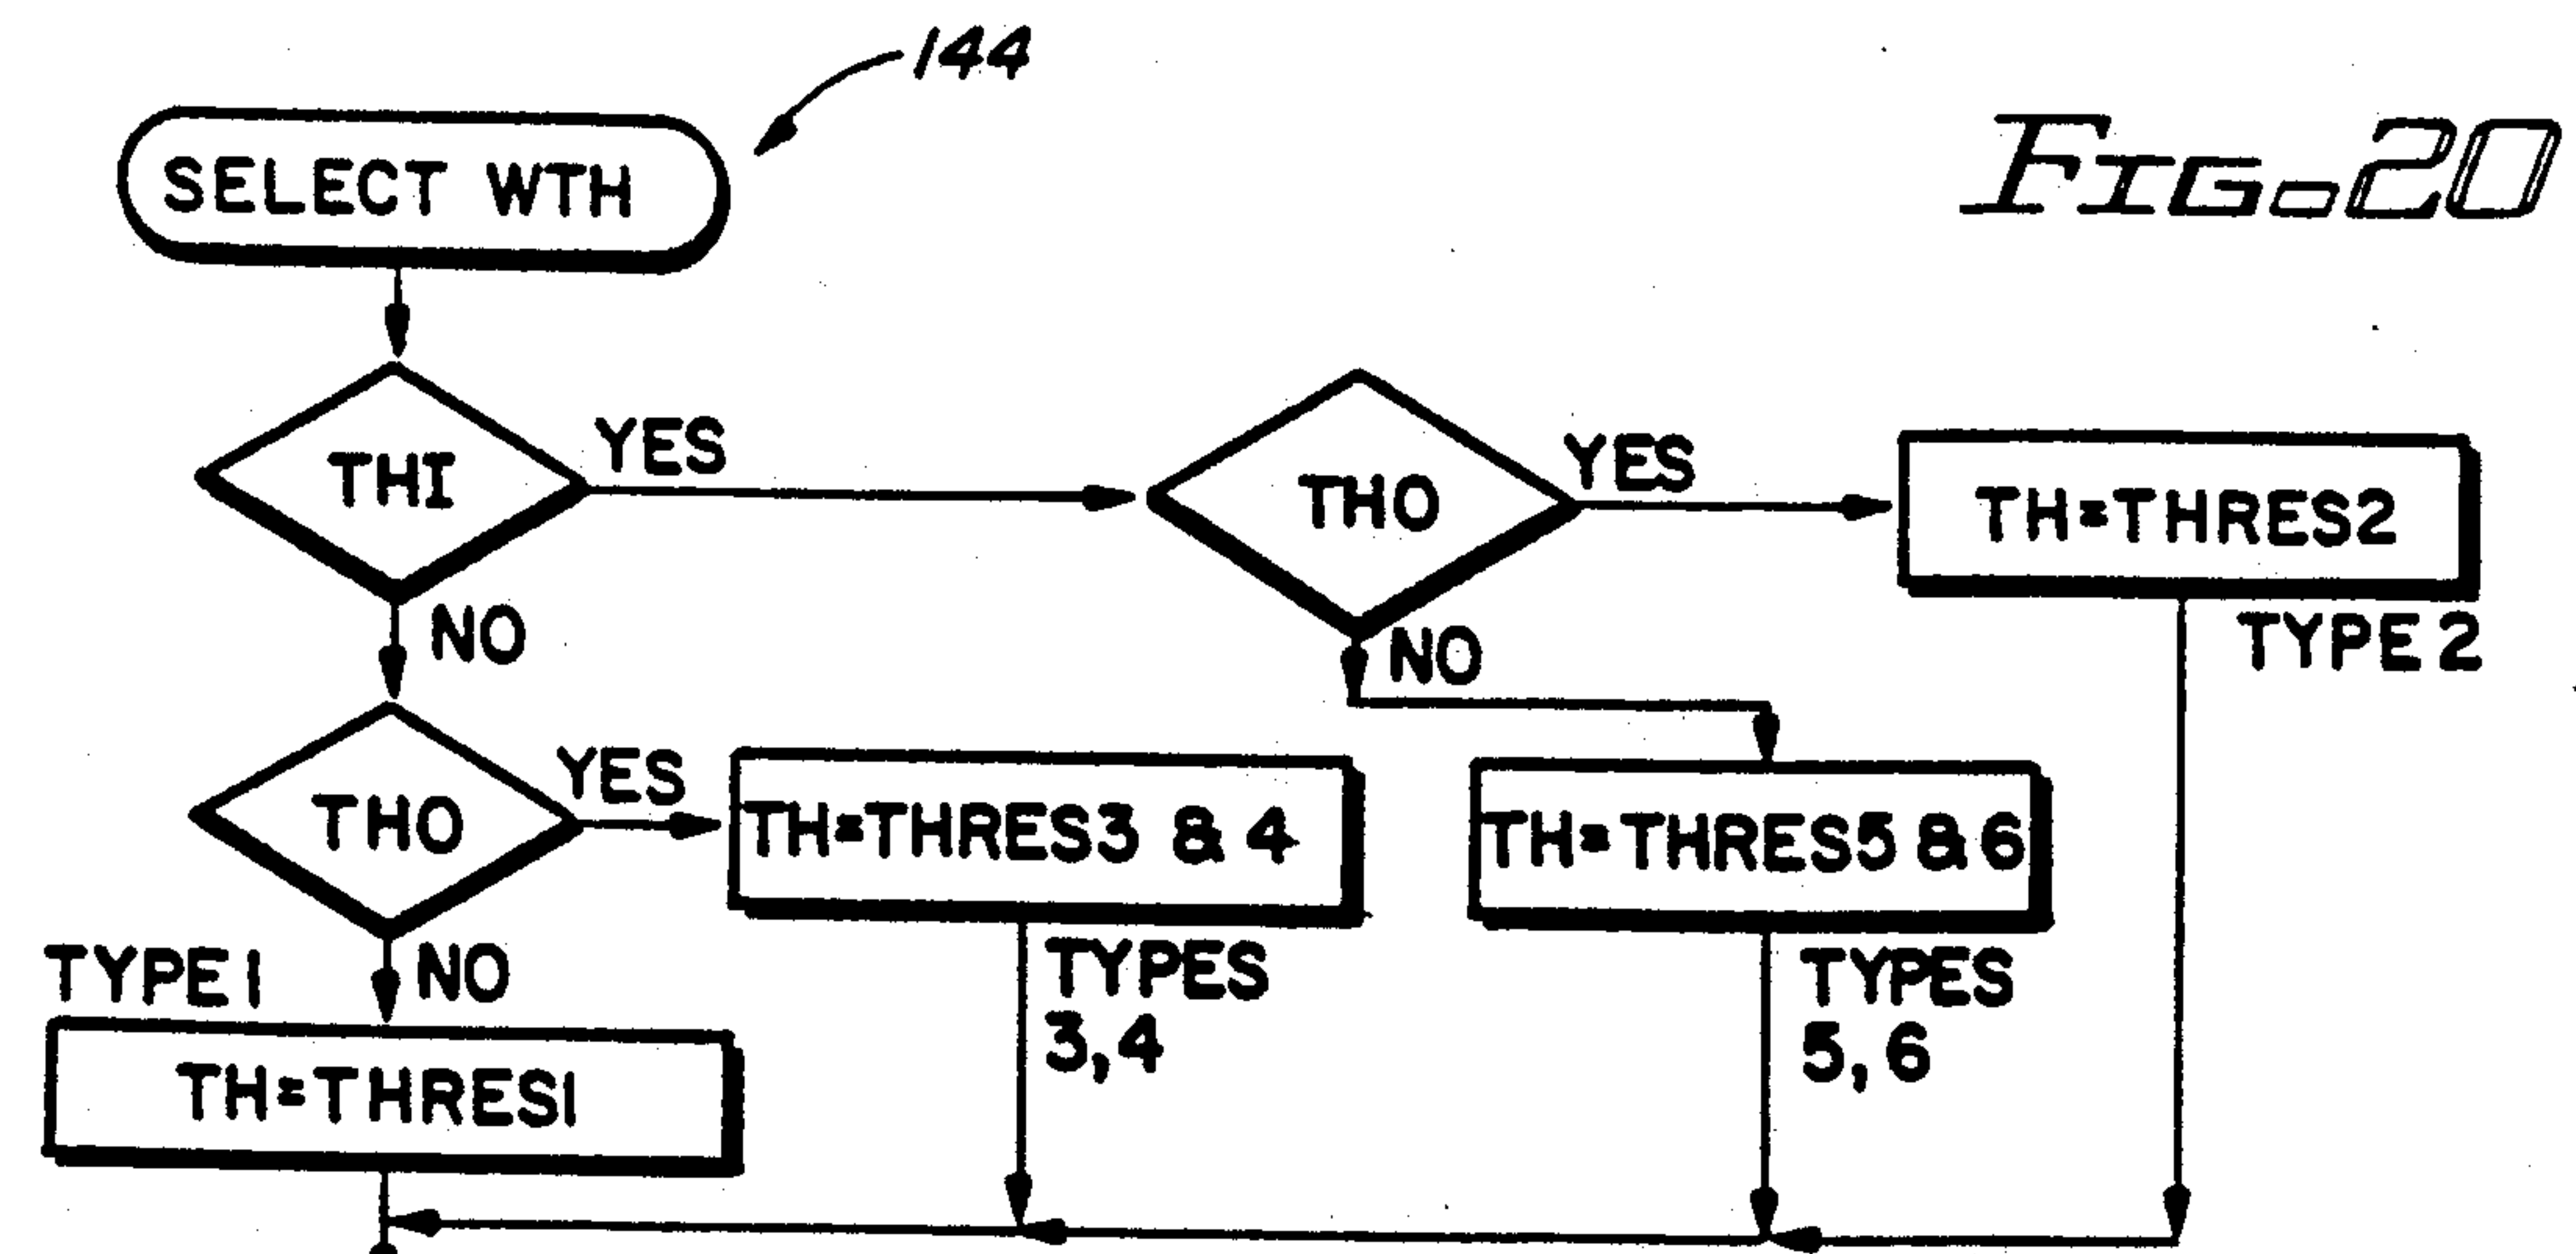 144
SELECT WTH
FIG. 20
THI
YES
THO
YES
TH=THRES2
NO
NO
TYPE 2
THO
YES
TH=THRES3 & 4
TH=THRES5 & 6
TYPE 1
NO
TYPES
3,4
TYPES
5,6
TH=THRES1